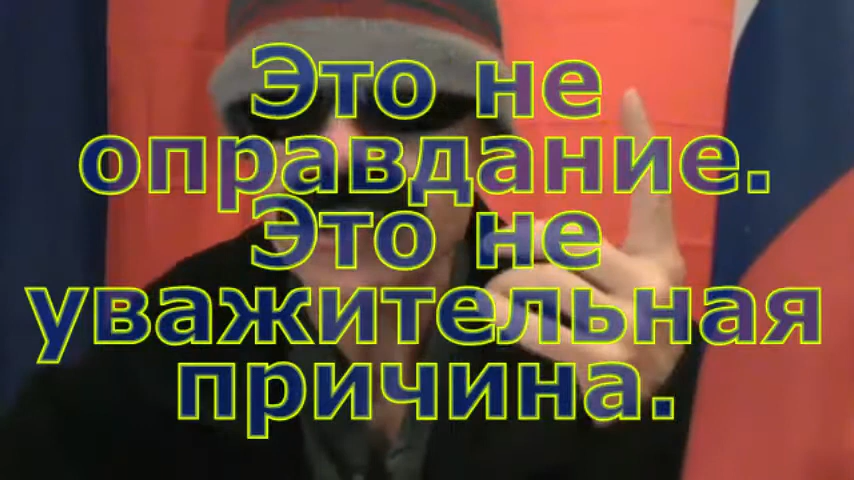 Это не
оправдание.
Это не
уважительная
причина.